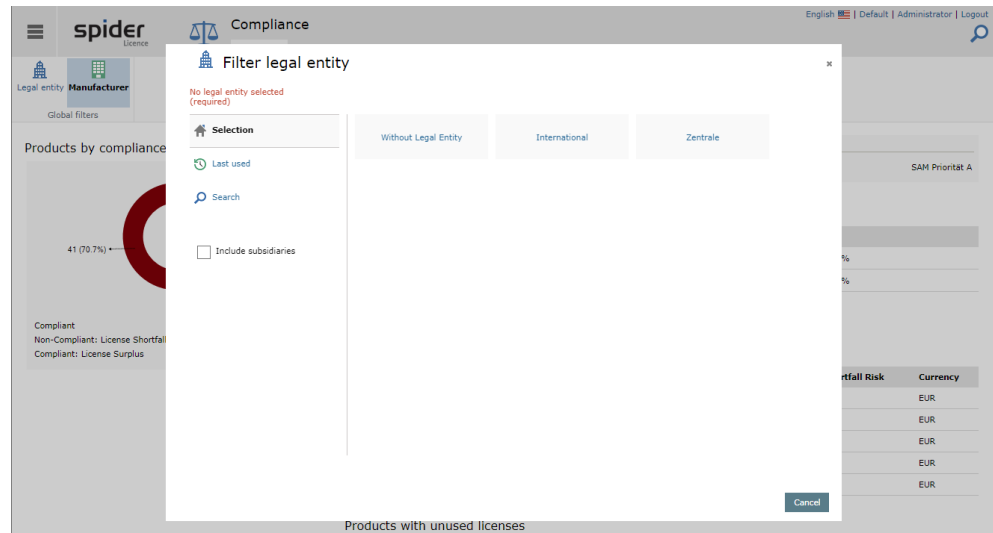 English | Default | Administrator | Logout
spider
Licence
Compliance
Legal entity
Manufacturer
Global filters
Filter legal entity
No legal entity selected
(required)
Selection
Last used
Search
Include subsidiaries
Without Legal Entity
International
Zentrale
Cancel
Products by compliance
41 (70.7%)
Compliant
Non-Compliant: License Shortfall
Compliant: License Surplus
SAM Priorität A
%
%
rtfall Risk
Currency
EUR
EUR
EUR
EUR
EUR
Products with unused licenses